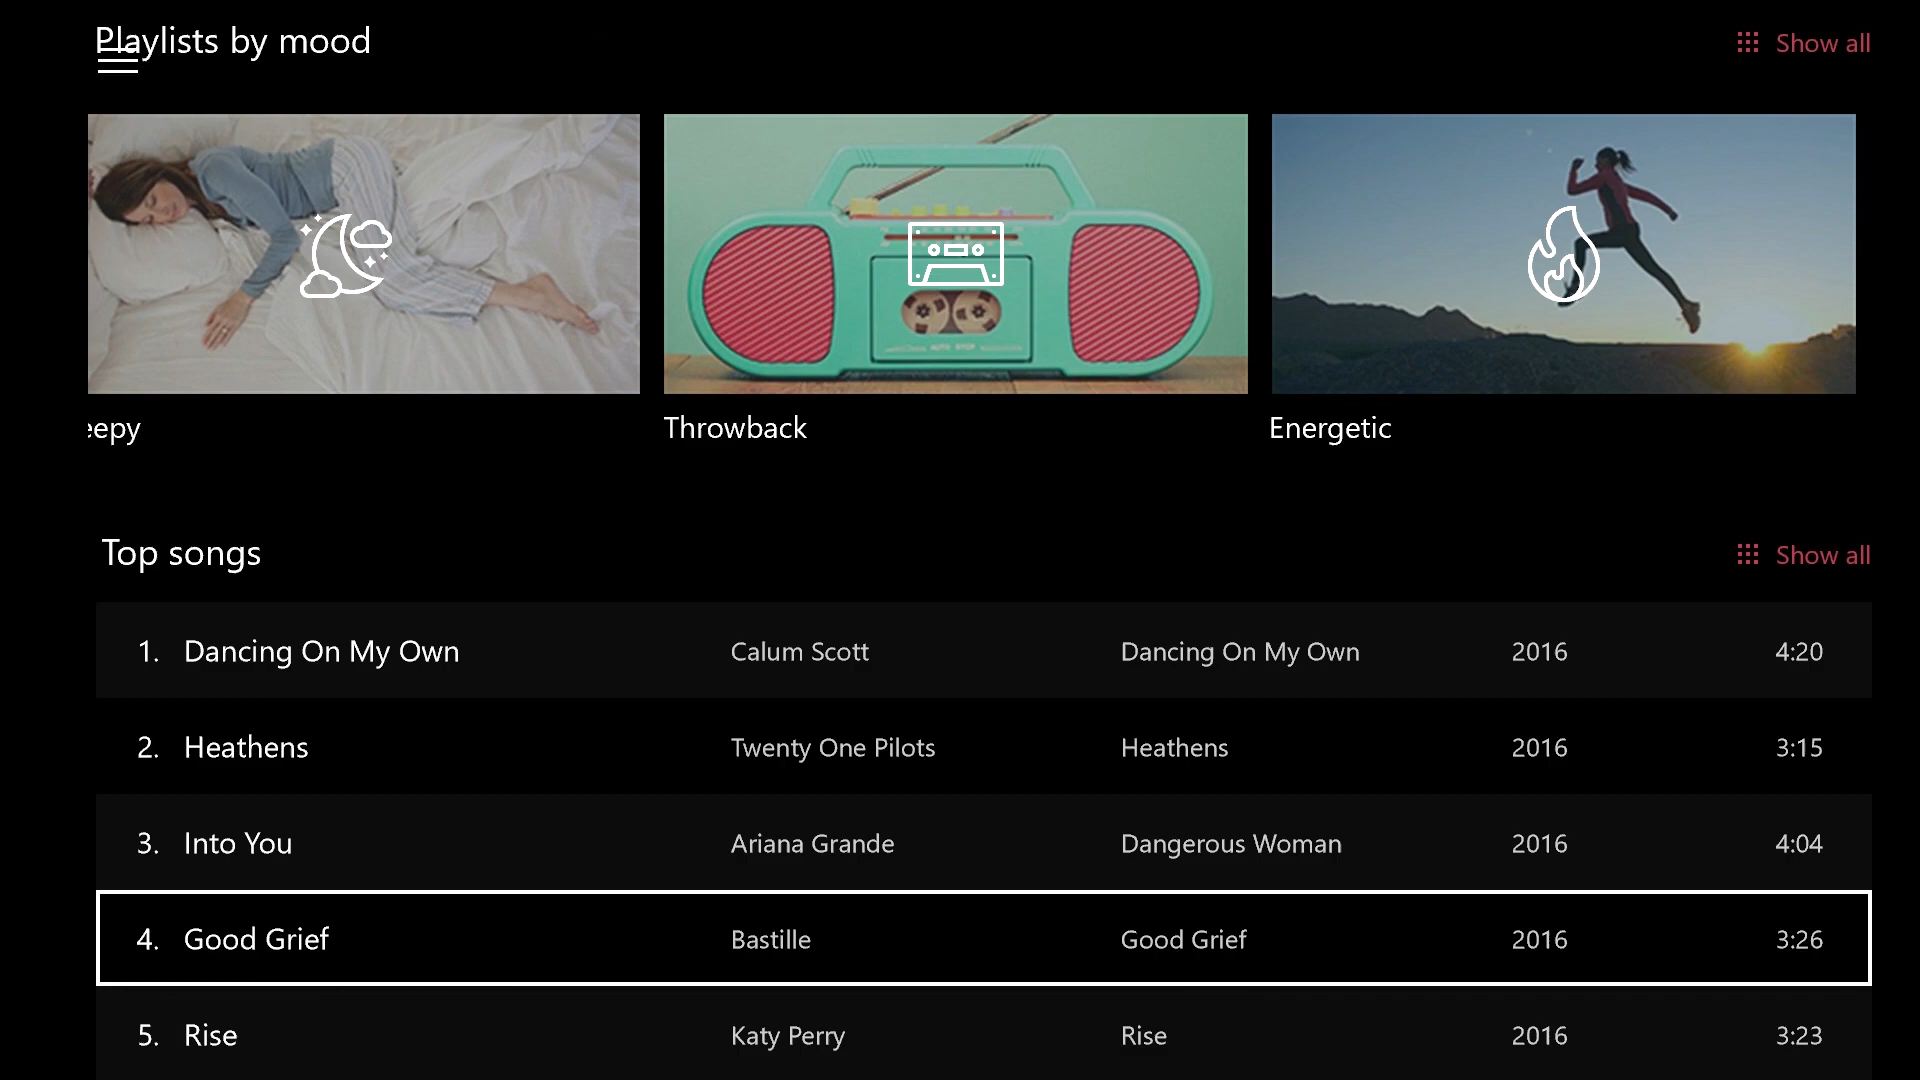 Playlists by mood
Show all
eepy
Throwback
Energetic
Top songs
Show all
1. Dancing On My Own Calum Scott Dancing On My Own 2016 4:20
2. Heathens Twenty One Pilots Heathens 2016 3:15
3. Into You Ariana Grande Dangerous Woman 2016 4:04
4. Good Grief Bastille Good Grief 2016 3:26
5. Rise Katy Perry Rise 2016 3:23